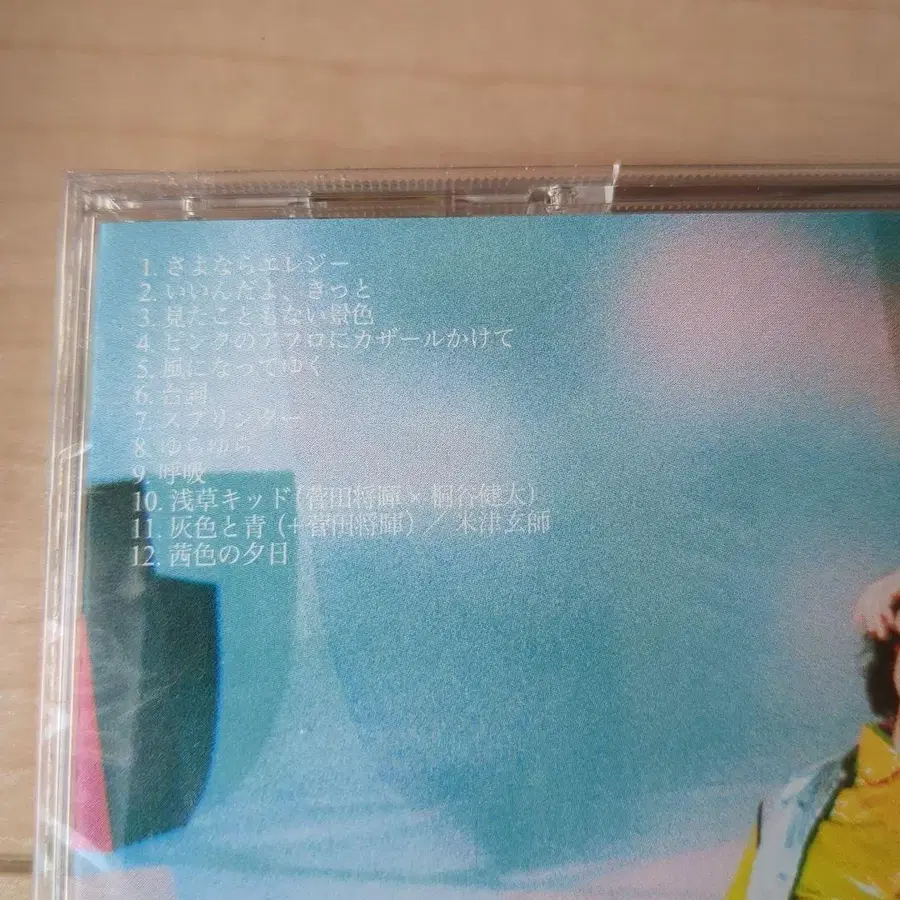 1. さよならエレジー
2. いいんだよ、きっと
3. 見たこともない景色
4. ピンクのアフロにカザールかけて
5. 風になってゆく
6. 台詞
7. スプリンター
8. ゆらゆら
9. 呼吸
10. 浅草キッド(菅田将暉 × 桐谷健太)
11. 灰色と青 (+菅田将暉) / 米津玄師
12. 茜色の夕日